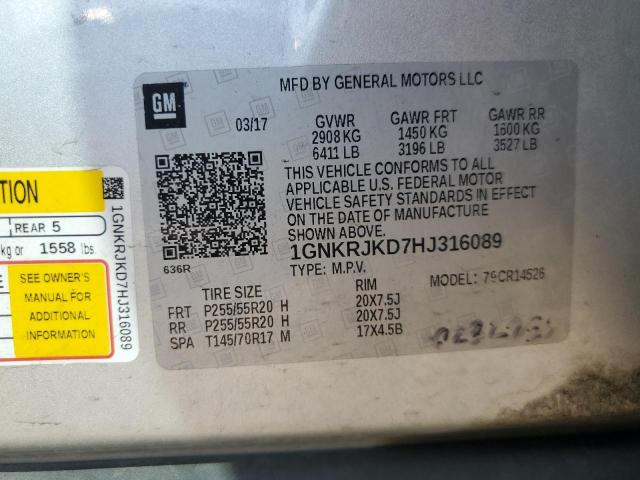 GM
MFD BY GENERAL MOTORS LLC
03/17
GVWR GAWR FRT GAWR RR
2908 KG 1450 KG 1600 KG
6411 LB 3196 LB 3527 LB
THIS VEHICLE CONFORMS TO ALL
APPLICABLE U.S. FEDERAL MOTOR
VEHICLE SAFETY STANDARDS IN EFFECT
ON THE DATE OF MANUFACTURE
SHOWN ABOVE.
1GNKRJKD7HJ316089
636R
TYPE: M.P.V. MODEL: 79CR14526
TIRE SIZE RIM
FRT P255/55R20 H 20X7.5J
RR P255/55R20 H 20X7.5J
SPA T145/70R17 M 17X4.5B
REAR 5
kg or 1558 lbs
SEE OWNER'S
MANUAL FOR
ADDITIONAL
INFORMATION
1GNKRJKD7HJ316089